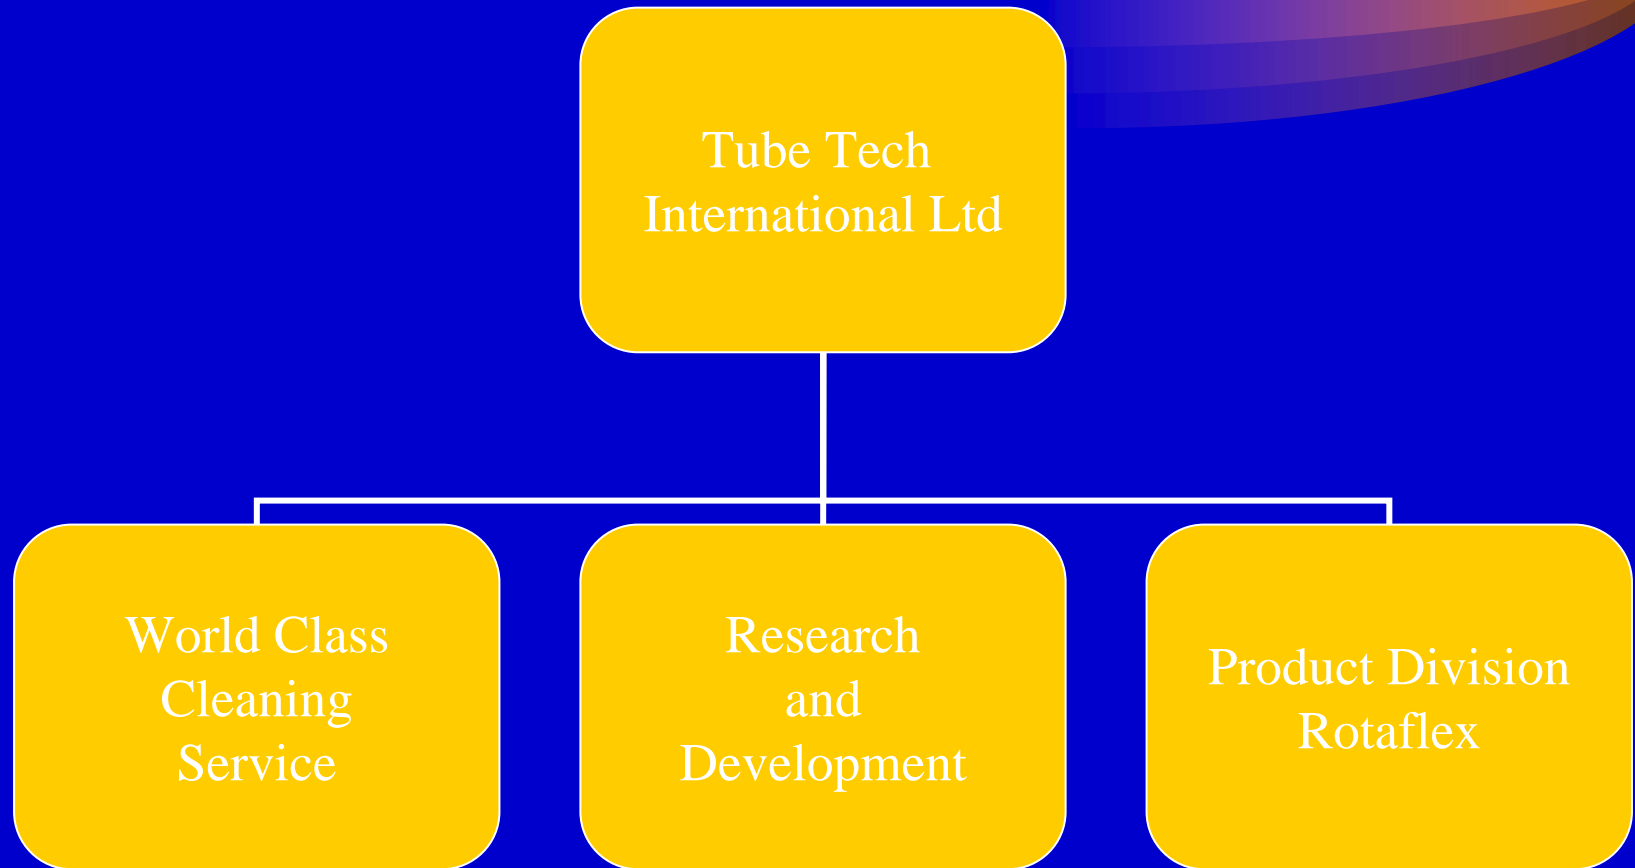 Tube Tech
International Ltd
World Class
Cleaning
Service
Research
and
Development
Product Division
Rotaflex